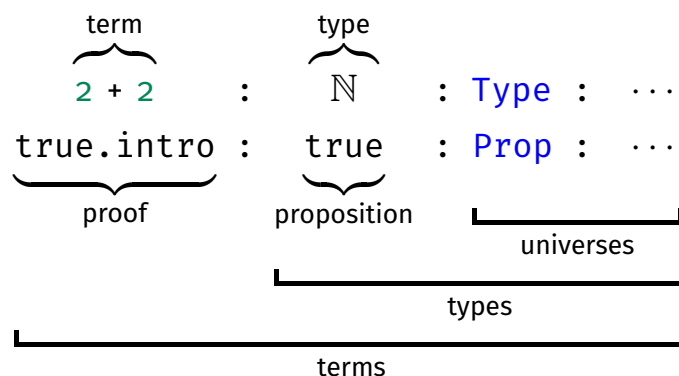 term type
2 + 2 : ℕ : Type : ···
true.intro : true : Prop : ···
proof proposition
universes
types
terms